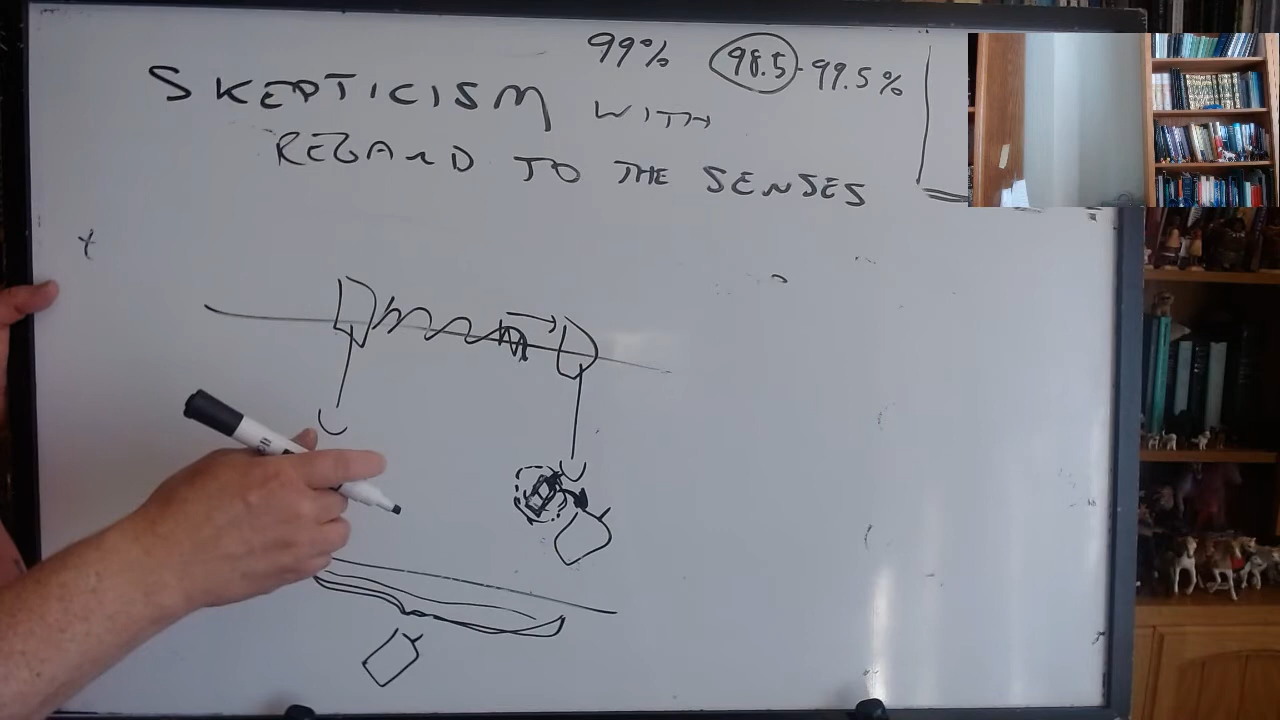 99% 98.5-99.5%
SKEPTICISM WITH
REGARD TO THE SENSES